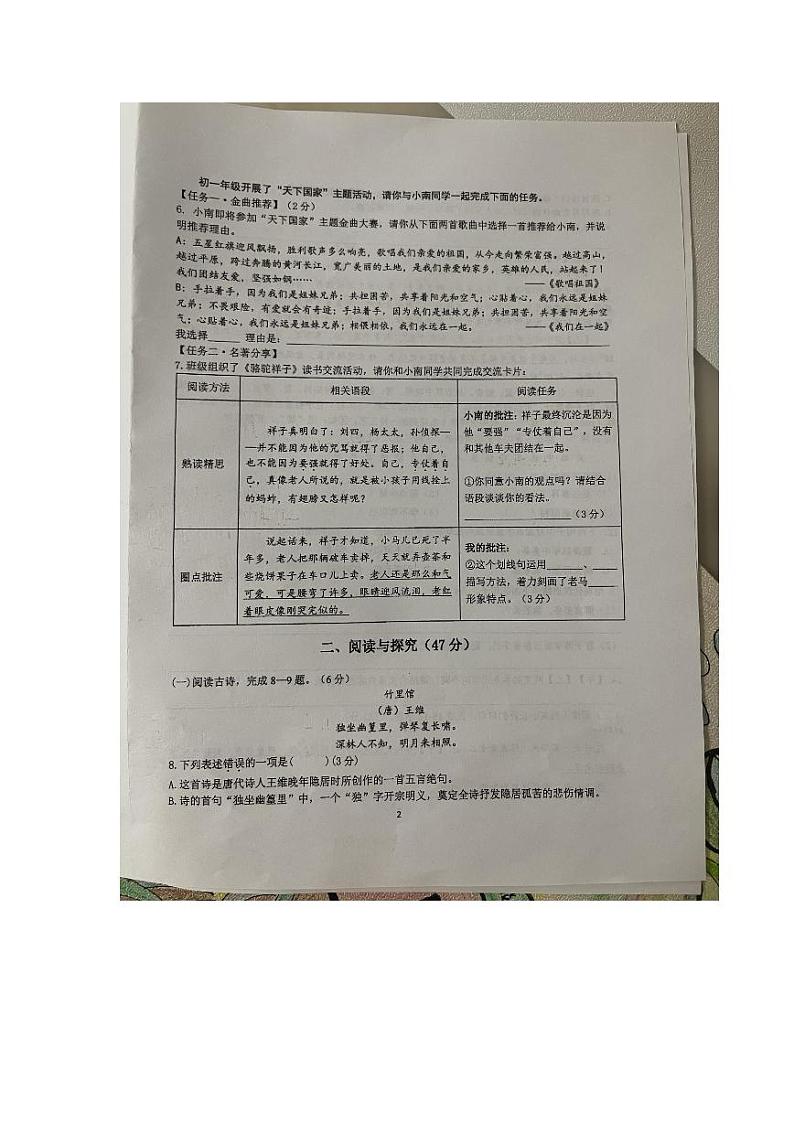 初一年级开展了“天下国家”主题活动，请你与小南同学一起完成下面的任务。
【任务一·金曲推荐】（2 分）
6. 小南即将参加“天下国家”主题金曲大赛，请你从下面两首歌曲中选择一首推荐给小南，并说
明推荐理由。
A：五星红旗迎风飘扬，胜利歌声多么响亮，歌唱我们亲爱的祖国，从今走向繁荣富强。越过高山，
越过平原，跨过奔腾的黄河长江，宽广美丽的土地，是我们亲爱的家乡，英雄的人民，站起来了！
我们团结友爱，坚强如钢…… ——《歌唱祖国》
B：手拉着手，因为我们是姐妹兄弟；共担困苦，共享着阳光和空气；心贴着心，我们永远是姐妹
兄弟；不畏艰险，有爱就会有奇迹；手拉着手，因为我们是姐妹兄弟；共担困苦，共享着阳光和空
气；心贴着心，我们永远是姐妹兄弟；相偎相依，我们永远在一起。 ——《我们在一起》
我选择______ 理由是：______
【任务二·名著分享】
7. 班级组织了《骆驼祥子》读书交流活动，请你和小南同学共同完成交流卡片：
阅读方法 相关语段 阅读任务
熟读精思
祥子真明白了：刘四，杨太太，孙侦探—
—并不能因为他的咒骂就得了恶报；他自己，
也不能因为要强就得了好处。自己，专仗着自
己，真像老人所说的，就是被小孩子用线拴上
的蚂蚱，有翅膀又怎样呢？
小南的批注：祥子最终沉沦是因为
他“要强”“专仗着自己”，没有
和其他车夫团结在一起。
①你同意小南的观点吗？请结合
语段谈谈你的看法。
______（3 分）
圈点批注
说起话来，祥子才知道，小马儿已死了半
年多，老人把那辆破车卖掉，天天就弄壶茶和
些烧饼果子在车口儿上卖。老人还是那么和气
可爱，可是腰弯了许多，眼睛迎风流泪，老红
着眼皮像刚哭完似的。
我的批注：
②这个划线句运用______、____
描写方法，着力刻画了老马____
形象特点。（3 分）
二、阅读与探究（47 分）
(一)阅读古诗，完成 8—9 题。（6 分）
竹里馆
（唐）王维
独坐幽篁里，弹琴复长啸。
深林人不知，明月来相照。
8. 下列表述错误的一项是( )(3 分)
A. 这首诗是唐代诗人王维晚年隐居时所创作的一首五言绝句。
B. 诗的首句“独坐幽篁里”中，一个“独”字开宗明义，奠定全诗抒发隐居孤苦的悲伤情调。
2